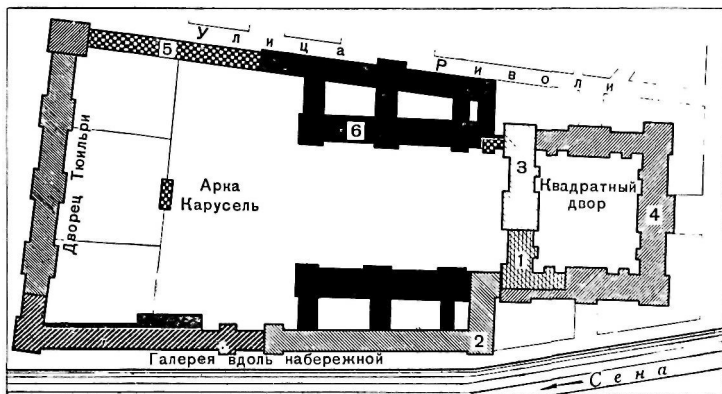 Улица Риволи
5
6
Арка
Карусель
Дворец Тюильри
3
Квадратный
двор
4
1
2
Галерея вдоль набережной
Сена